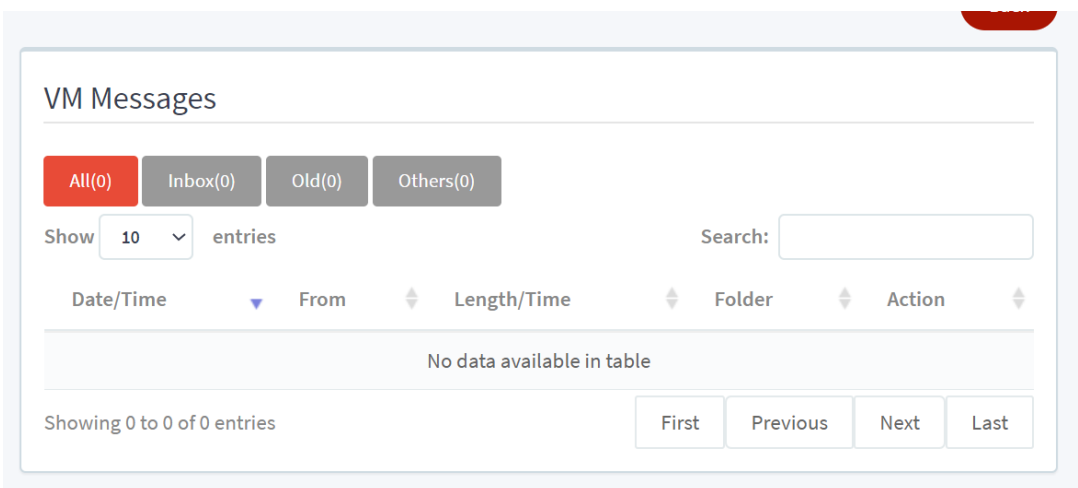 VM Messages
All(0) Inbox(0) Old(0) Others(0)
Show 10 entries Search:
Date/Time From Length/Time Folder Action
No data available in table
Showing 0 to 0 of 0 entries First Previous Next Last